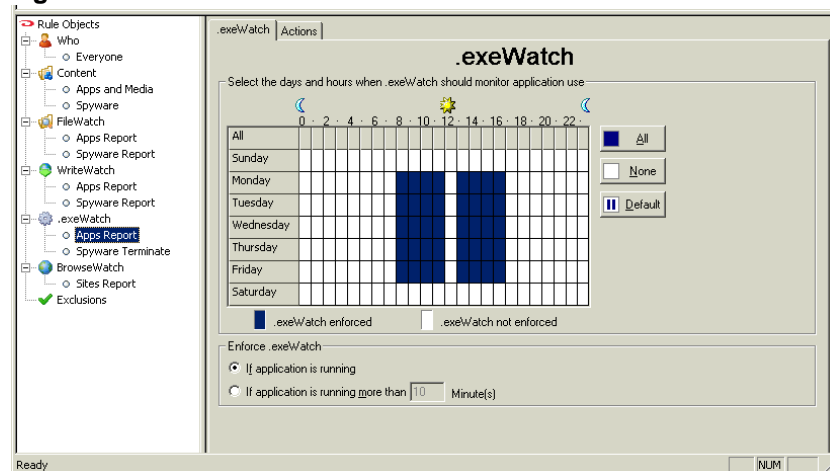 Rule Objects
Who
Everyone
Content
Apps and Media
Spyware
FileWatch
Apps Report
Spyware Report
WriteWatch
Apps Report
Spyware Report
.exeWatch
Apps Report
Spyware Terminate
BrowseWatch
Sites Report
Exclusions
.exeWatch Actions
.exeWatch
Select the days and hours when .exeWatch should monitor application use
0 · 2 · 4 · 6 · 8 · 10 · 12 · 14 · 16 · 18 · 20 · 22 ·
All
Sunday
Monday
Tuesday
Wednesday
Thursday
Friday
Saturday
All
None
Default
.exeWatch enforced .exeWatch not enforced
Enforce .exeWatch
If application is running
If application is running more than 10 Minute(s)
Ready NUM